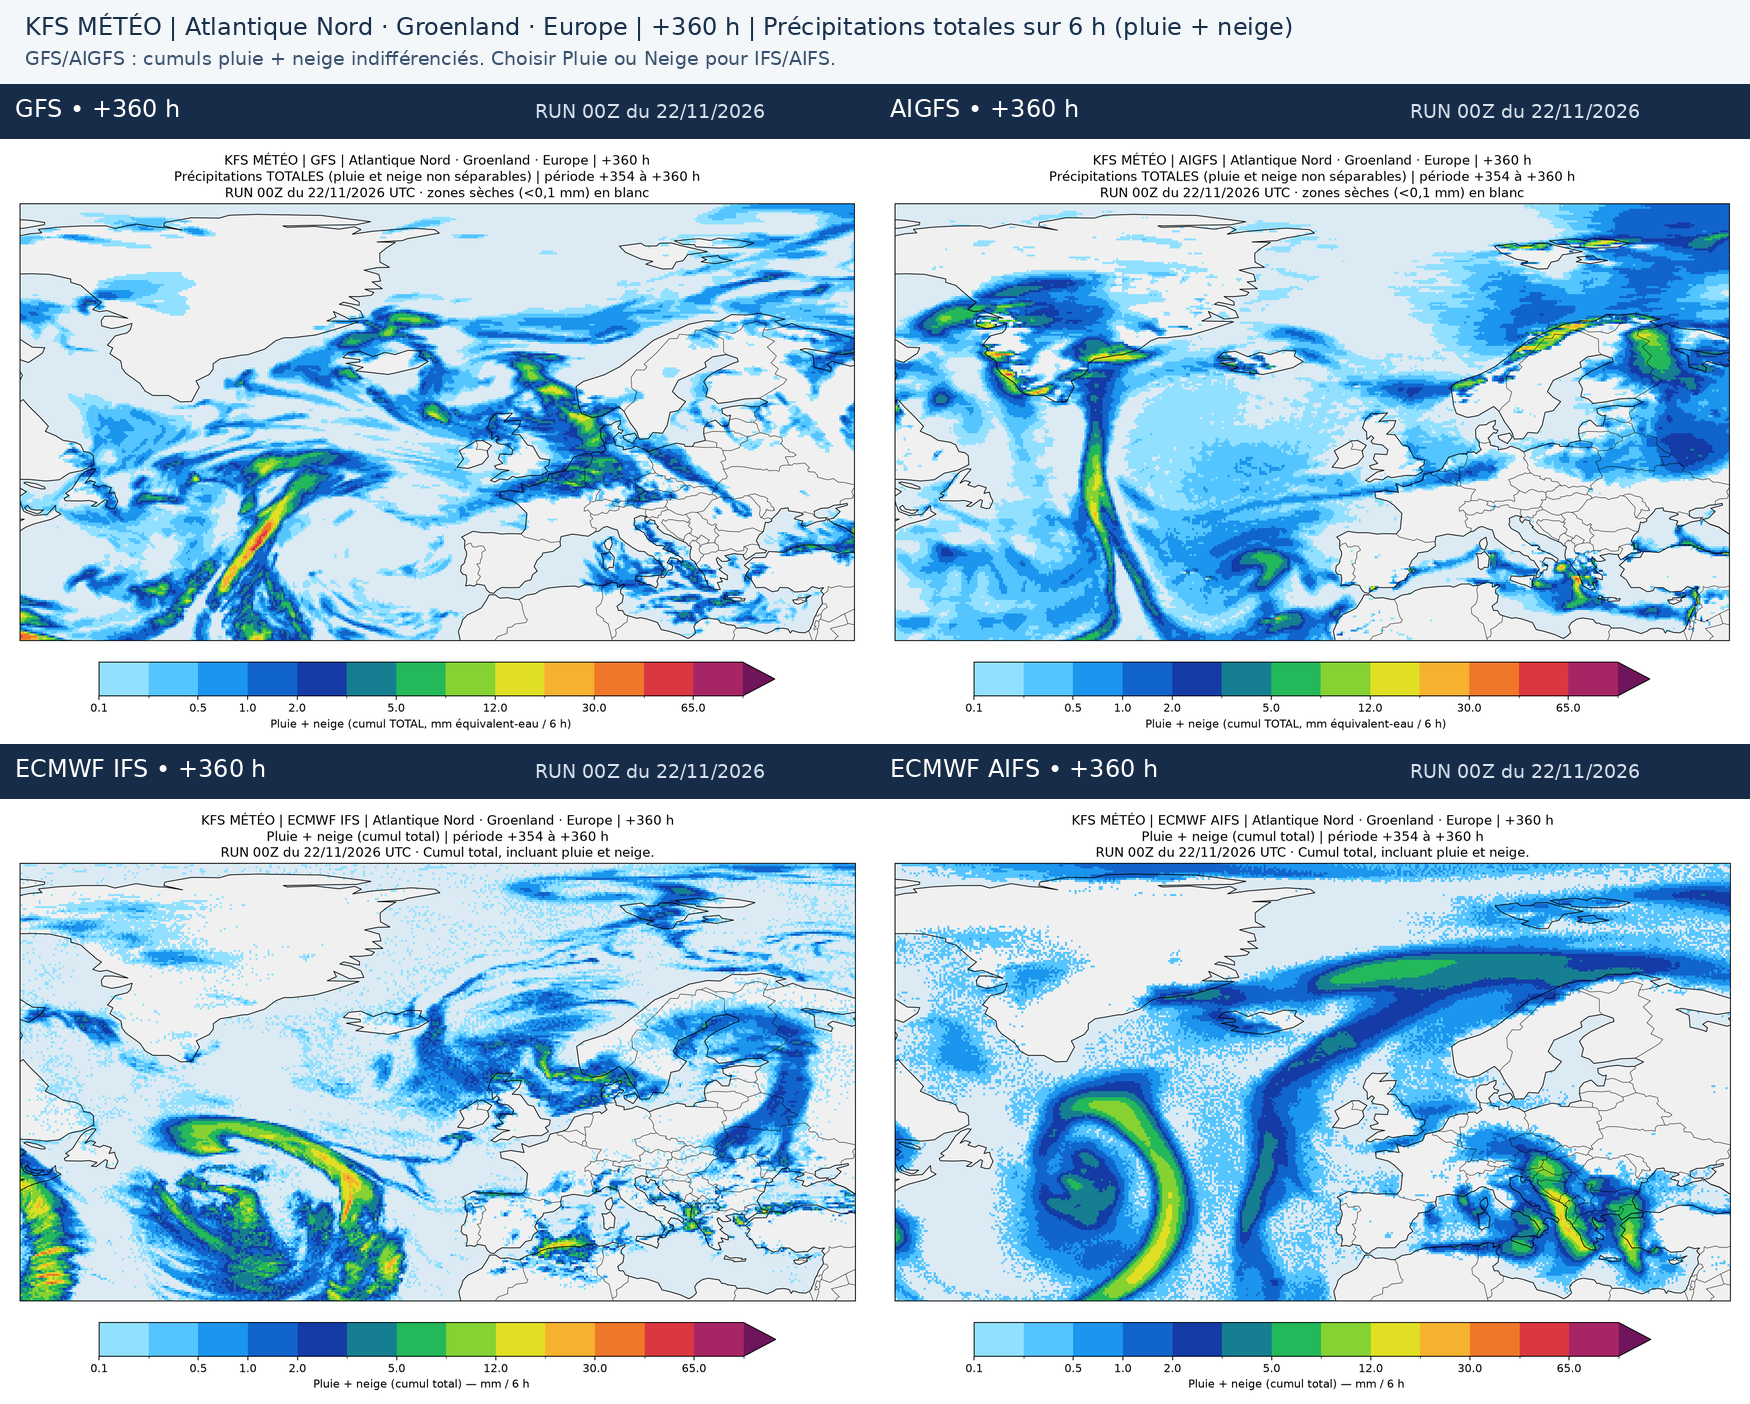 KFS MÉTÉO | Atlantique Nord · Groenland · Europe | +360 h | Précipitations totales sur 6 h (pluie + neige)
GFS/AIGFS : cumuls pluie + neige indifférenciés. Choisir Pluie ou Neige pour IFS/AIFS.
GFS • +360 h RUN 00Z du 22/11/2026
KFS MÉTÉO | GFS | Atlantique Nord · Groenland · Europe | +360 h
Précipitations TOTALES (pluie et neige non séparables) | période +354 à +360 h
RUN 00Z du 22/11/2026 UTC · zones sèches (<0,1 mm) en blanc
0.1 0.5 1.0 2.0 5.0 12.0 30.0 65.0
Pluie + neige (cumul TOTAL, mm équivalent-eau / 6 h)
AIGFS • +360 h RUN 00Z du 22/11/2026
KFS MÉTÉO | AIGFS | Atlantique Nord · Groenland · Europe | +360 h
Précipitations TOTALES (pluie et neige non séparables) | période +354 à +360 h
RUN 00Z du 22/11/2026 UTC · zones sèches (<0,1 mm) en blanc
0.1 0.5 1.0 2.0 5.0 12.0 30.0 65.0
Pluie + neige (cumul TOTAL, mm équivalent-eau / 6 h)
ECMWF IFS • +360 h RUN 00Z du 22/11/2026
KFS MÉTÉO | ECMWF IFS | Atlantique Nord · Groenland · Europe | +360 h
Pluie + neige (cumul total) | période +354 à +360 h
RUN 00Z du 22/11/2026 UTC · Cumul total, incluant pluie et neige.
0.1 0.5 1.0 2.0 5.0 12.0 30.0 65.0
Pluie + neige (cumul total) — mm / 6 h
ECMWF AIFS • +360 h RUN 00Z du 22/11/2026
KFS MÉTÉO | ECMWF AIFS | Atlantique Nord · Groenland · Europe | +360 h
Pluie + neige (cumul total) | période +354 à +360 h
RUN 00Z du 22/11/2026 UTC · Cumul total, incluant pluie et neige.
0.1 0.5 1.0 2.0 5.0 12.0 30.0 65.0
Pluie + neige (cumul total) — mm / 6 h